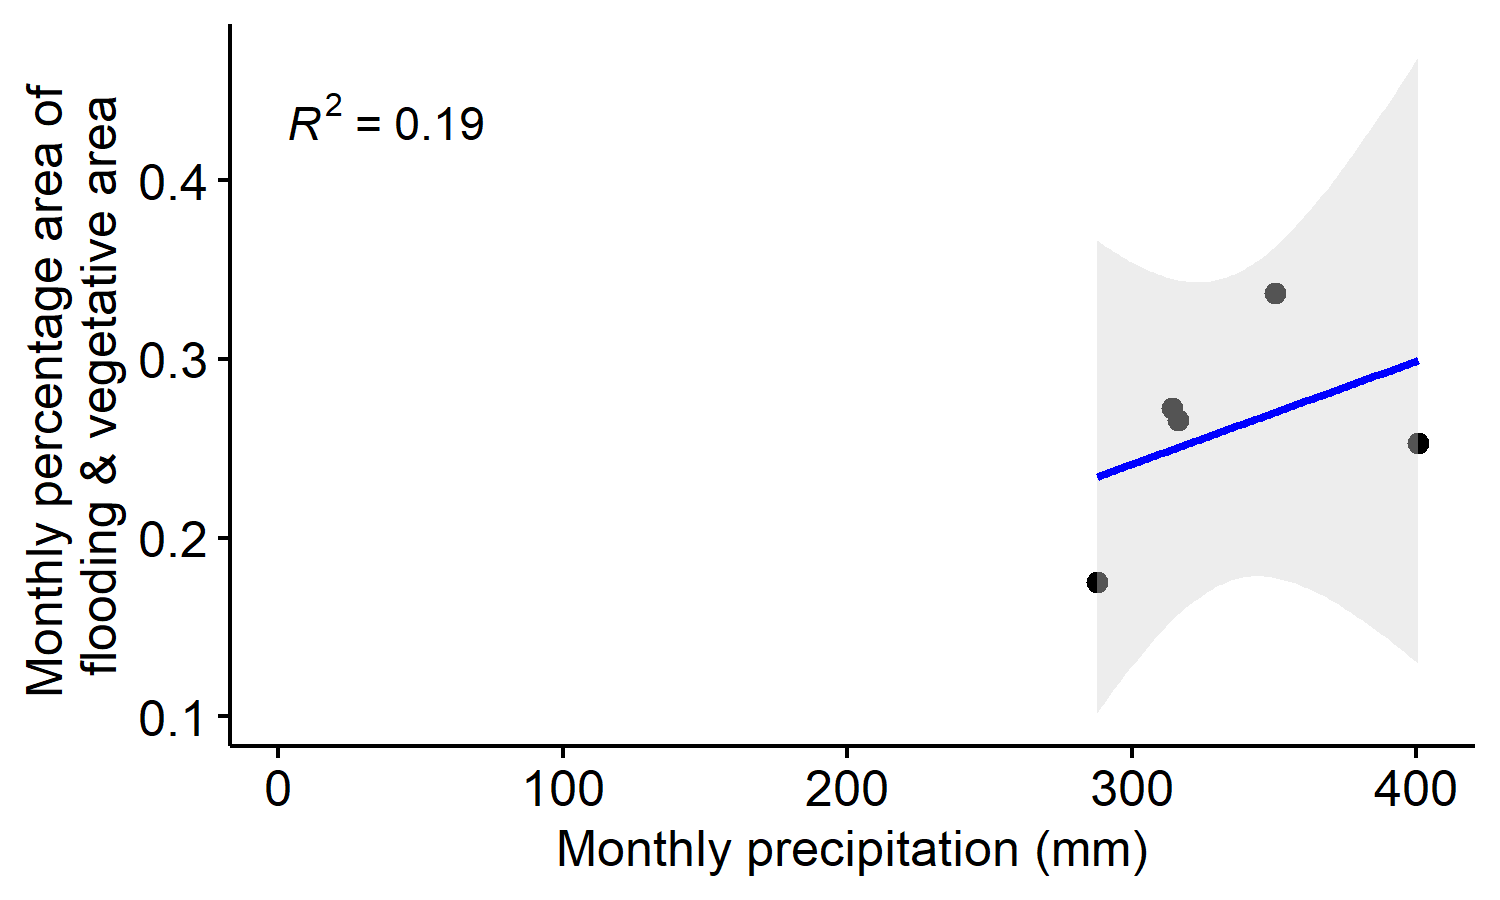 Monthly percentage area of
flooding & vegetative area
R² = 0.19
0.4
0.3
0.2
0.1
0 100 200 300 400
Monthly precipitation (mm)